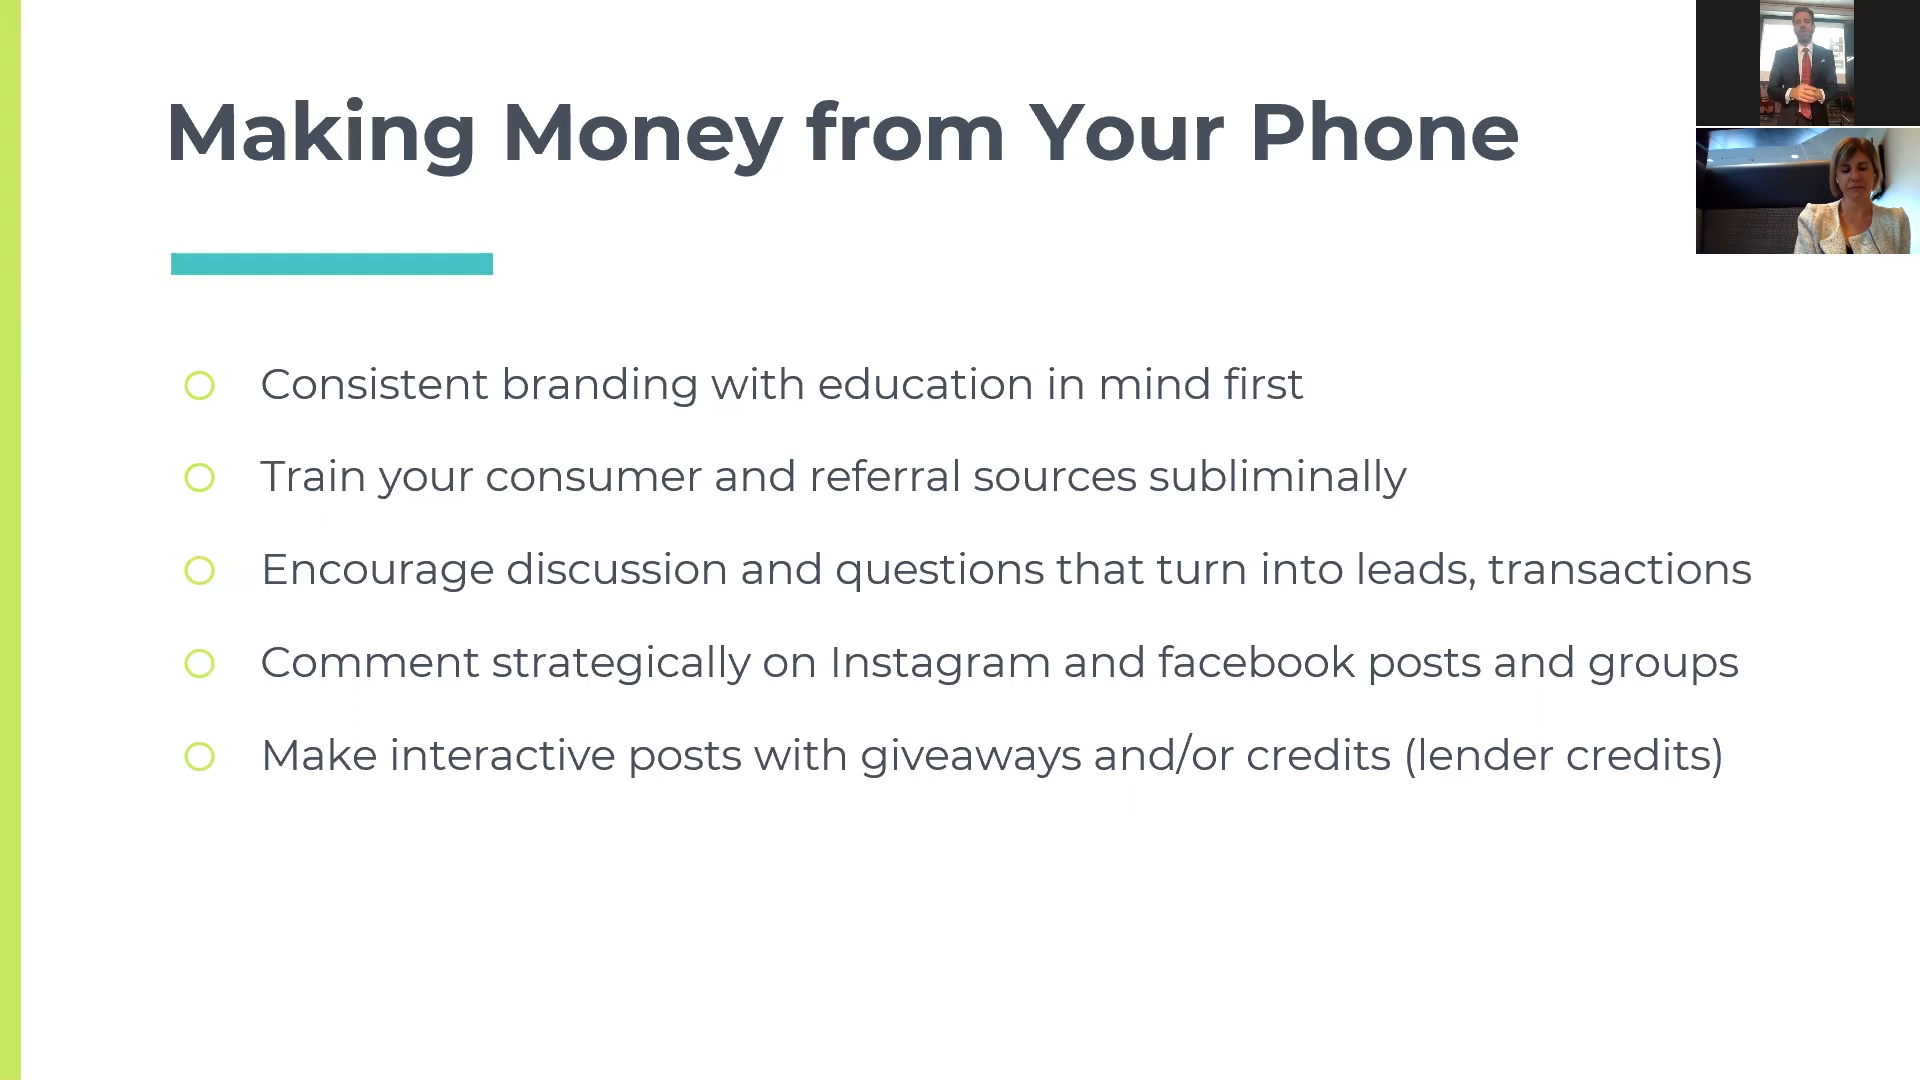 Making Money from Your Phone
Consistent branding with education in mind first
Train your consumer and referral sources subliminally
Encourage discussion and questions that turn into leads, transactions
Comment strategically on Instagram and facebook posts and groups
Make interactive posts with giveaways and/or credits (lender credits)